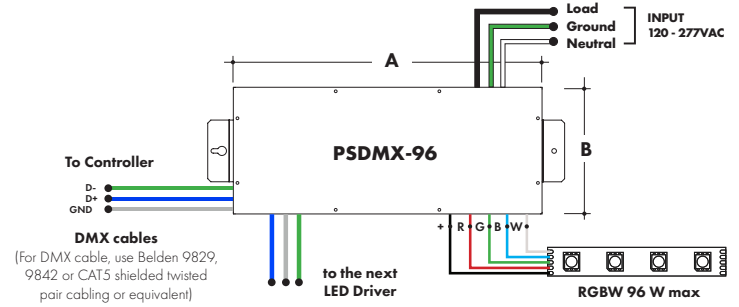 Load
Ground
Neutral
INPUT
120 - 277VAC
A
PSDMX-96
B
To Controller
D-
D+
GND
+ R G B W
DMX cables
(For DMX cable, use Belden 9829,
9842 or CAT5 shielded twisted
pair cabling or equivalent)
to the next
LED Driver
RGBW 96 W max